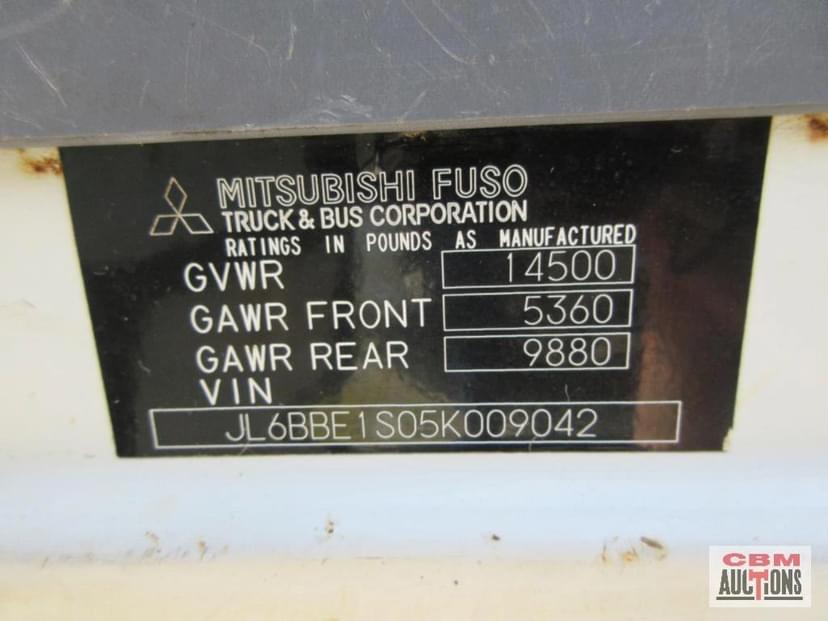 MITSUBISHI FUSO
TRUCK & BUS CORPORATION
RATINGS IN POUNDS AS MANUFACTURED
GVWR 14500
GAWR FRONT 5360
GAWR REAR 9880
VIN
JL6BBE1S05K009042
CBM
AUCTIONS